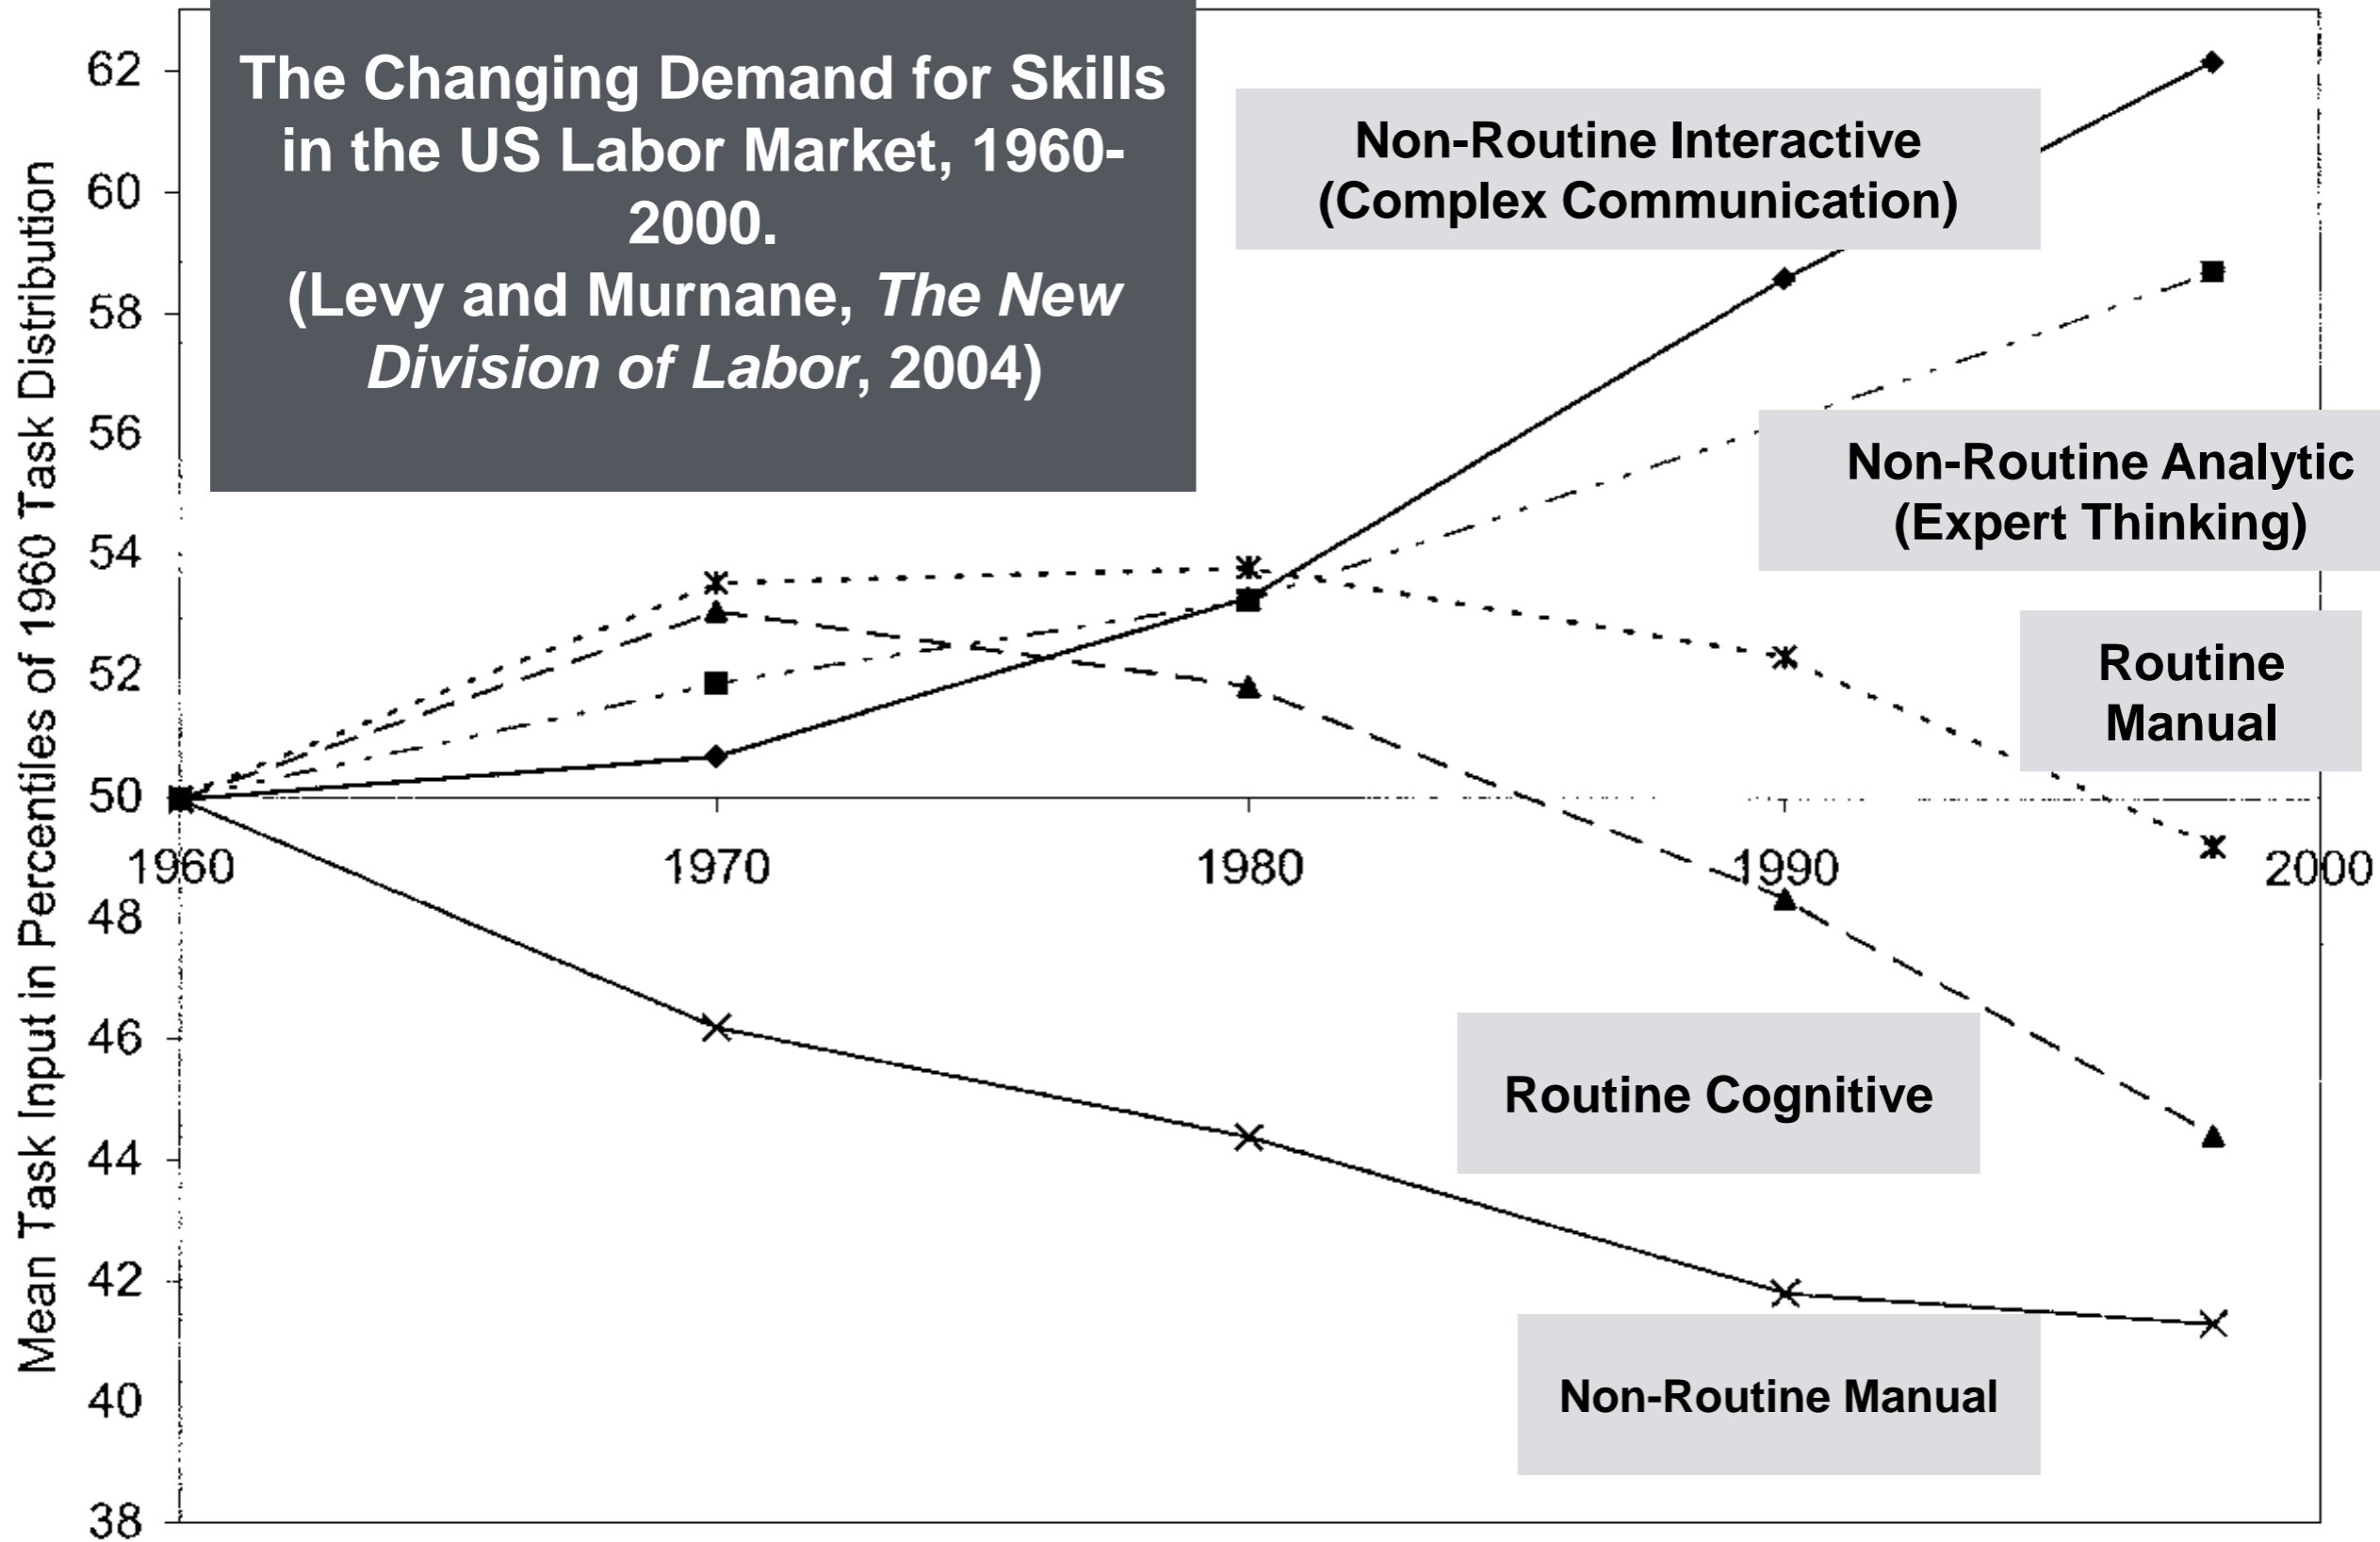 The Changing Demand for Skills
in the US Labor Market, 1960-
2000.
(Levy and Murnane, The New
Division of Labor, 2004)
Non-Routine Interactive
(Complex Communication)
Non-Routine Analytic
(Expert Thinking)
Routine
Manual
Routine Cognitive
Non-Routine Manual
Mean Task Input in Percentiles of 1960 Task Distribution
62
60
58
56
54
52
50
48
46
44
42
40
38
1960
1970
1980
1990
2000